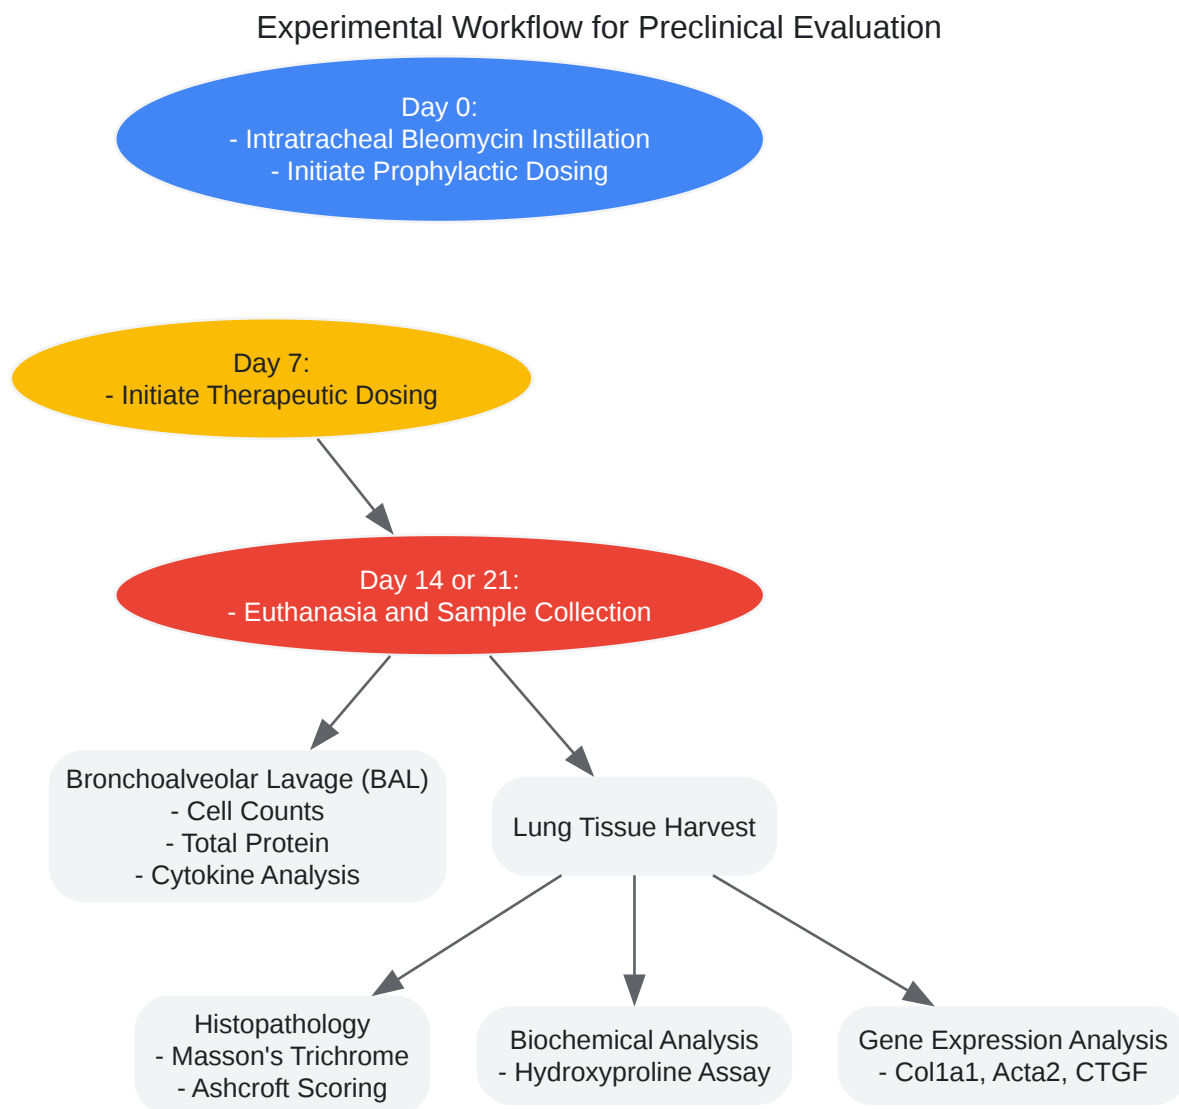 Experimental Workflow for Preclinical Evaluation
Day 0:
- Intratracheal Bleomycin Instillation
- Initiate Prophylactic Dosing
Day 7:
- Initiate Therapeutic Dosing
Day 14 or 21:
- Euthanasia and Sample Collection
Bronchoalveolar Lavage (BAL)
- Cell Counts
- Total Protein
- Cytokine Analysis
Lung Tissue Harvest
Histopathology
- Masson's Trichrome
- Ashcroft Scoring
Biochemical Analysis
- Hydroxyproline Assay
Gene Expression Analysis
- Col1a1, Acta2, CTGF